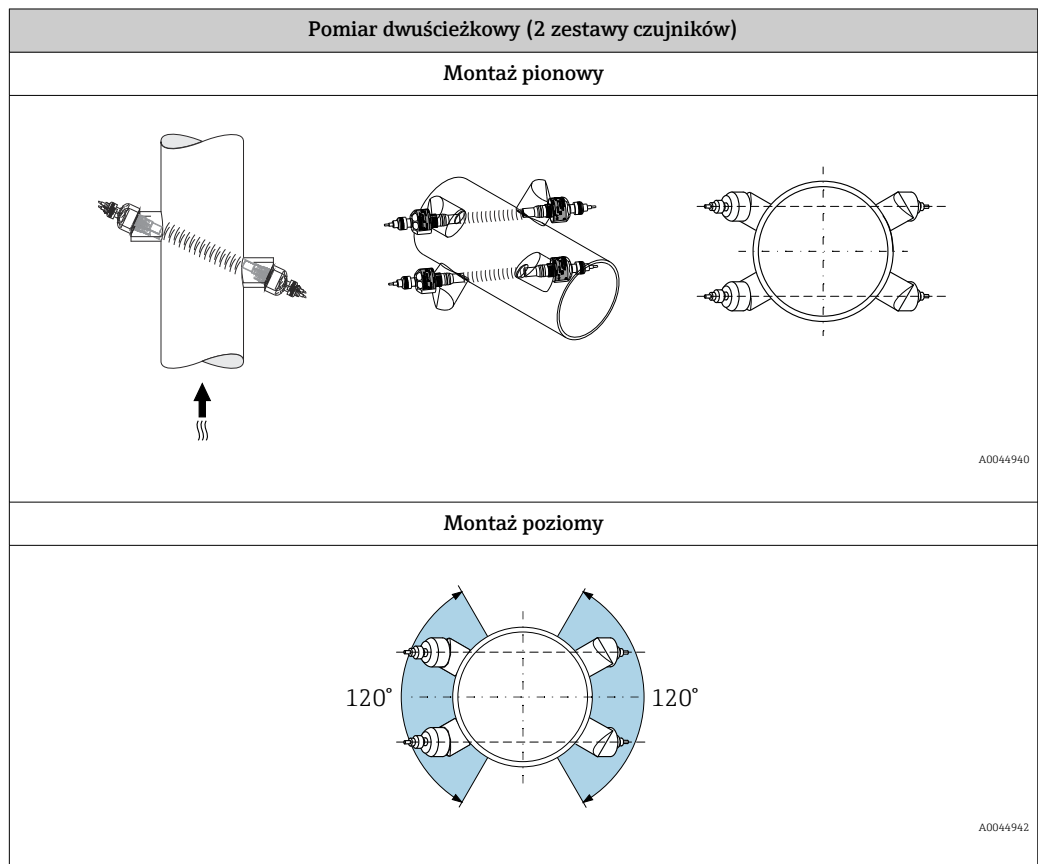 Pomiar dwuścieżkowy (2 zestawy czujników)
Montaż pionowy
A0044940
Montaż poziomy
120°
120°
A0044942